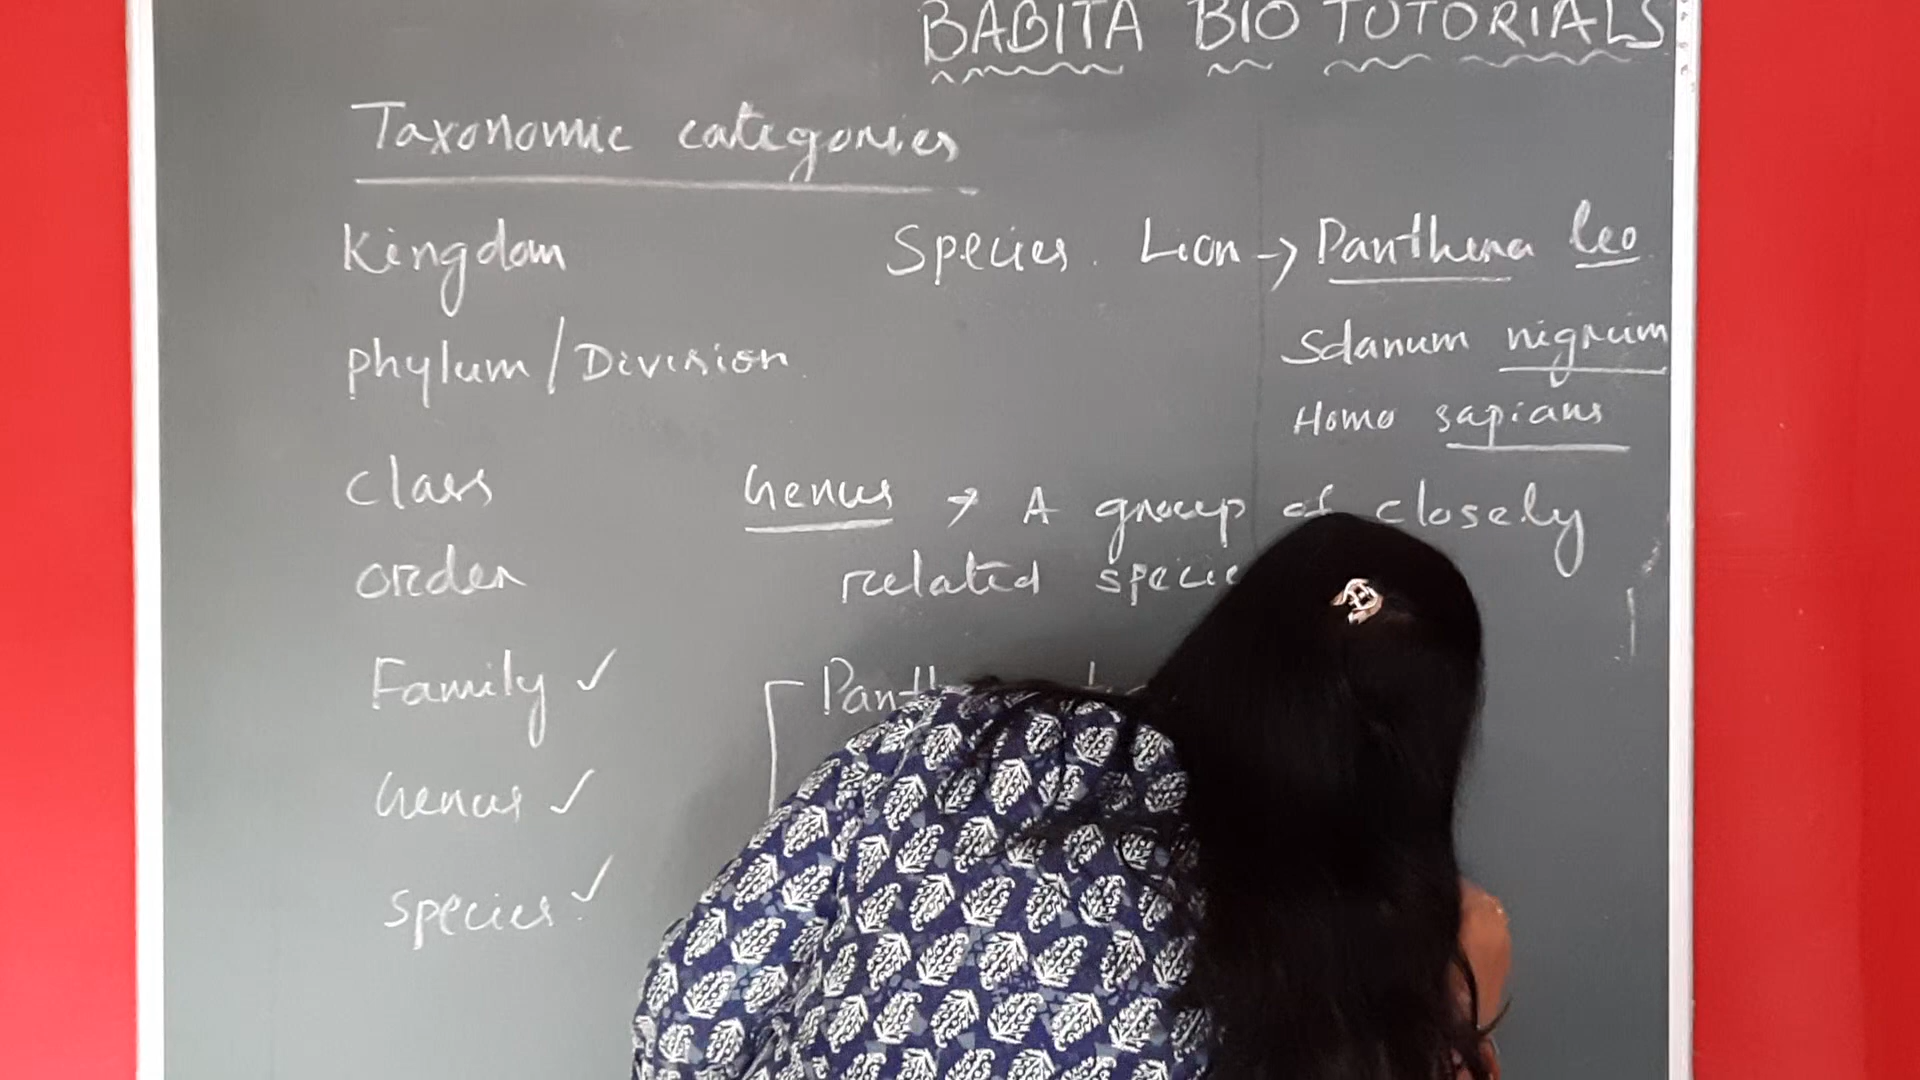 BABITA BIO TUTORIALS
Taxonomic categories
Kingdom
Phylum / Division
Class
order
Family ✓
Genus ✓
species ✓
Species. Lion → Panthera leo
Solanum nigrum
Homo sapians
Genus → A group of closely
related